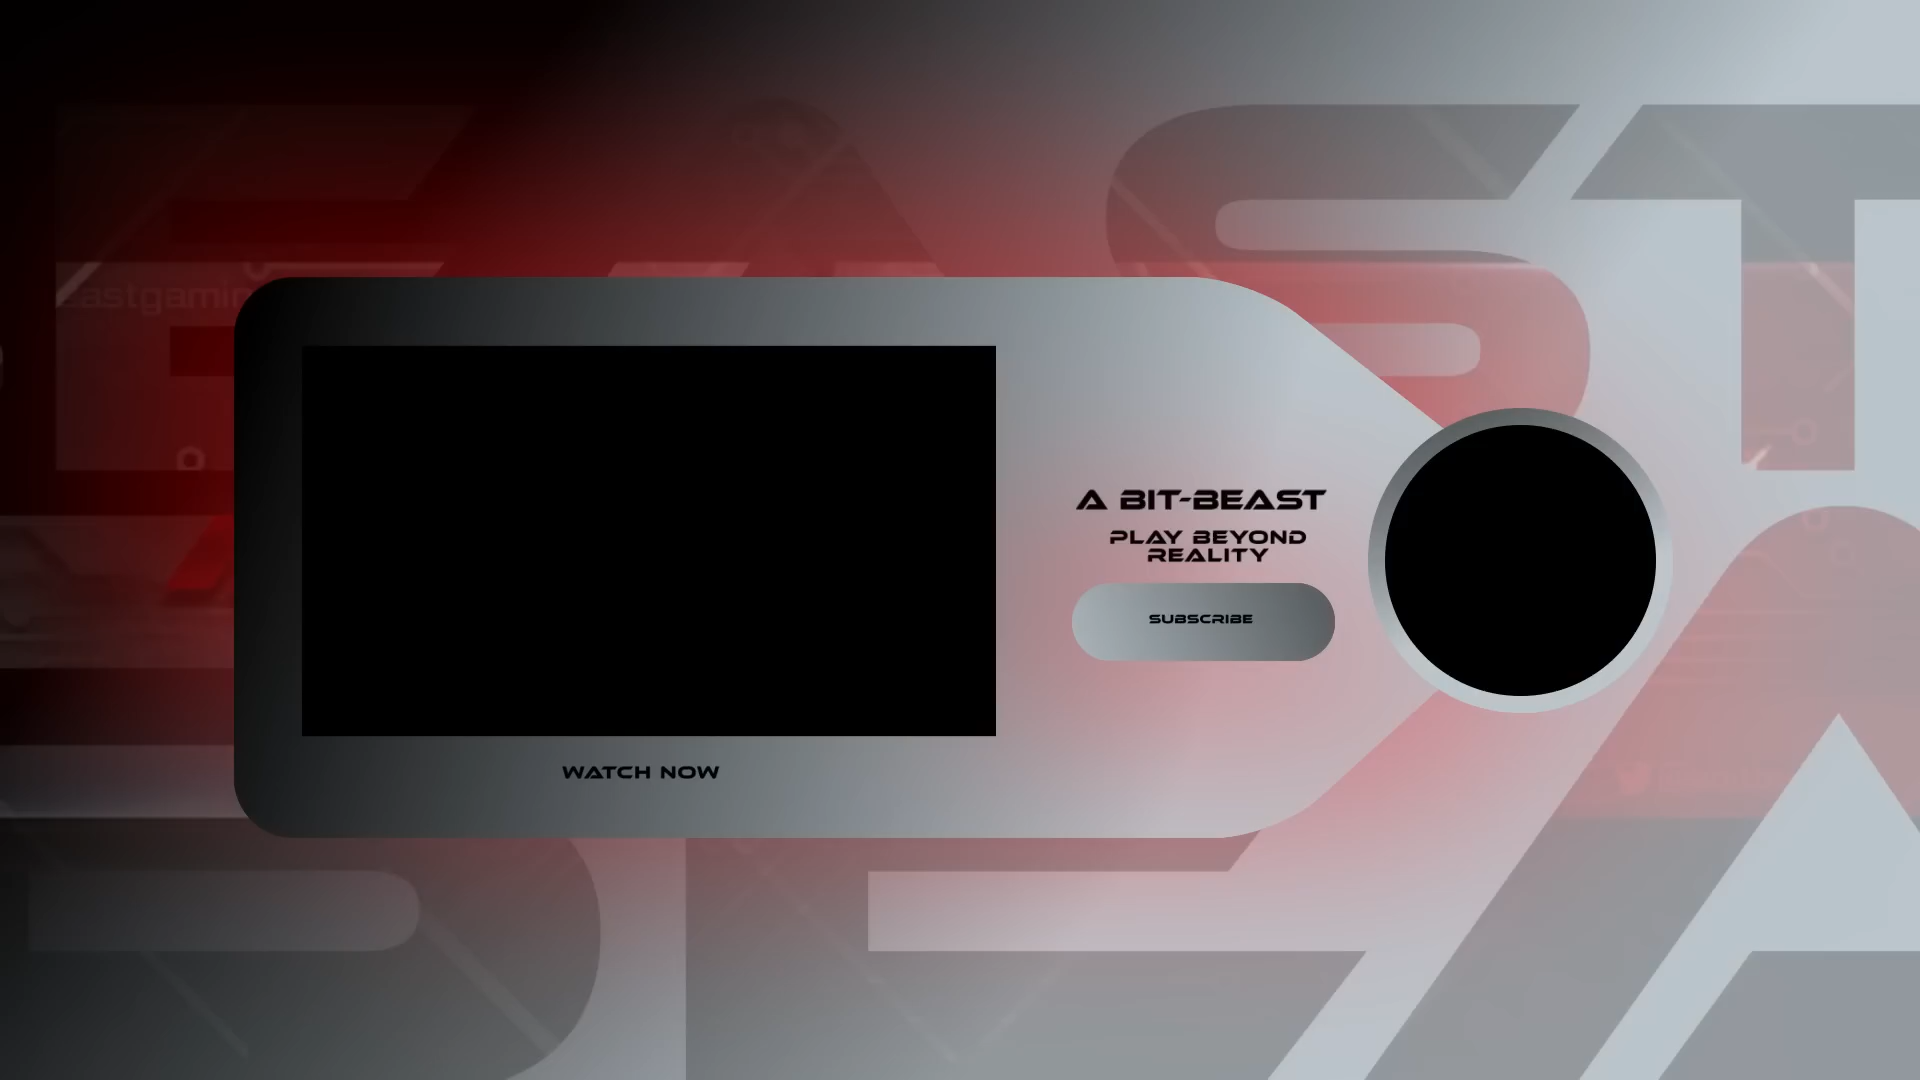 A BIT-BEAST
PLAY BEYOND
REALITY
SUBSCRIBE
WATCH NOW